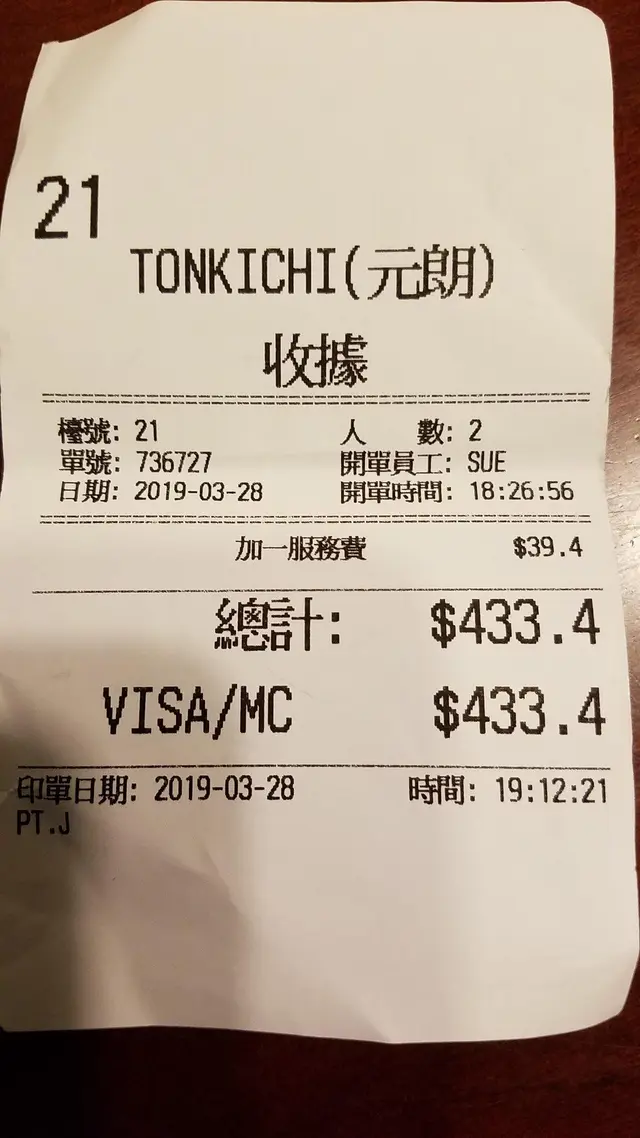 21
TONKICHI(元朗)
收據
檯號: 21 人 數: 2
單號: 736727 開單員工: SUE
日期: 2019-03-28 開單時間: 18:26:56
加一服務費 $39.4
總計: $433.4
VISA/MC $433.4
印單日期: 2019-03-28 時間: 19:12:21
PT.J